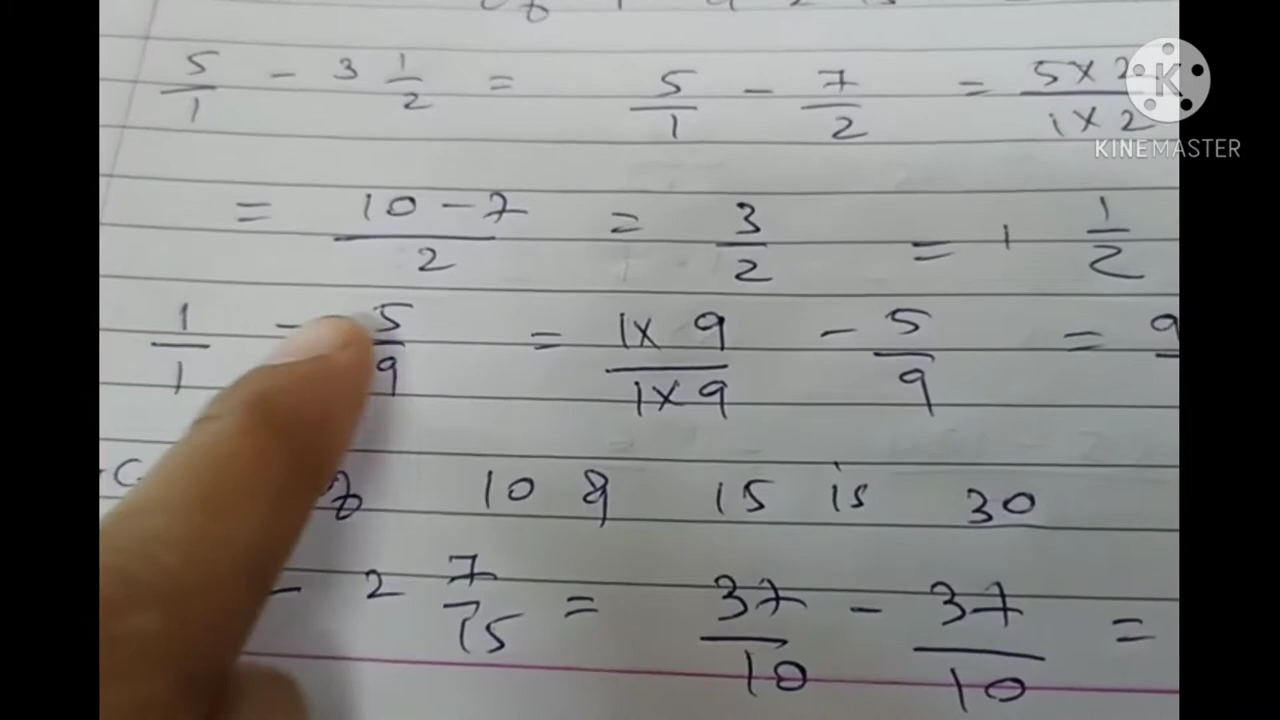 5/1 - 3 1/2 = 5/1 - 7/2 = 5 X 2 / 1 X 2
K
KINEMASTER
= 10 - 7 / 2 = 3/2 = 1 1/2
1/1 - 5/9 = 1 X 9 / 1 X 9 - 5/9 = 9
10 & 15 is 30
- 2 7/15 = 37/10 - 37/10 =